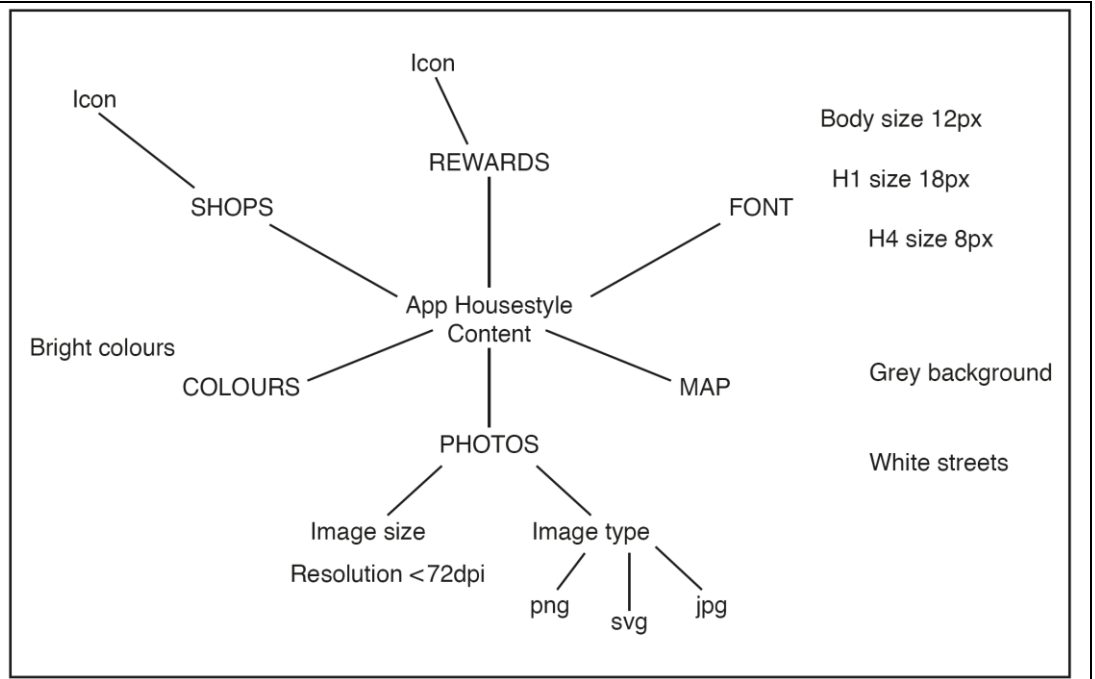 Icon
Icon
Body size 12px
REWARDS
H1 size 18px
SHOPS
FONT
H4 size 8px
App Housestyle
Content
Bright colours
Grey background
COLOURS
MAP
PHOTOS
White streets
Image size
Image type
Resolution <72dpi
png
svg
jpg